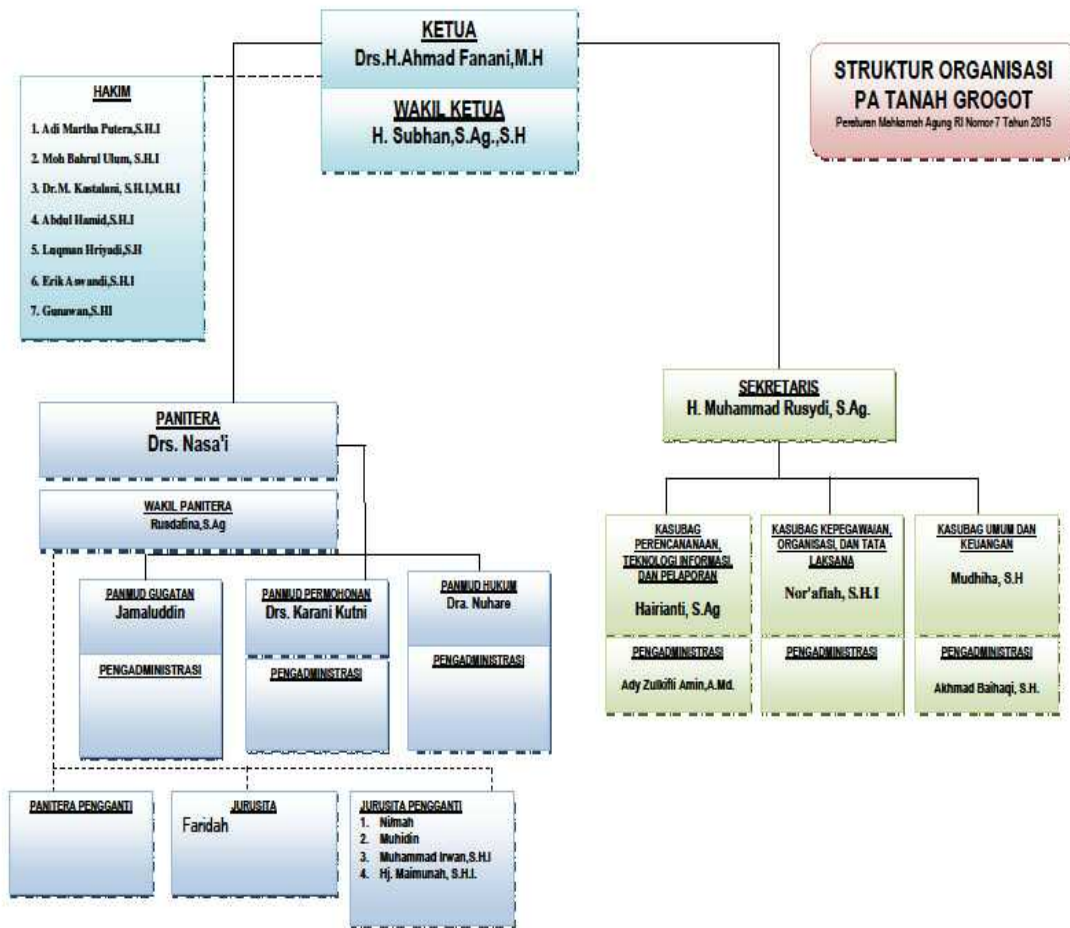 KETUA
Drs.H.Ahmad Fanani,M.H
WAKIL KETUA
H. Subhan,S.Ag.,S.H
STRUKTUR ORGANISASI
PA TANAH GROGOT
Peraturan Mahkamah Agung RI Nomor 7 Tahun 2015
HAKIM
1. Adi Martha Putera,S.H.I
2. Moh Bahrul Ulum, S.H.I
3. Dr.M. Kastalani, S.H.I,M.H.I
4. Abdul Hamid,S.H.I
5. Luqman Hriyadi,S.H
6. Erik Aswandi,S.H.I
7. Gunawan,S.HI
PANITERA
Drs. Nasa'i
WAKIL PANITERA
Rusdatina,S.Ag
PANMUD GUGATAN
Jamaluddin
PENGADMINISTRASI
PANMUD PERMOHONAN
Drs. Karani Kutni
PENGADMINISTRASI
PANMUD HUKUM
Dra. Nuhare
PENGADMINISTRASI
PANITERA PENGGANTI
JURUSITA
Faridah
JURUSITA PENGGANTI
1. Nilmah
2. Muhidin
3. Muhammad Irwan,S.H.I
4. Hj. Maimunah, S.H.I.
SEKRETARIS
H. Muhammad Rusydi, S.Ag.
KASUBAG
PERENCANANAAN,
TEKNOLOGI INFORMASI,
DAN PELAPORAN
Hairianti, S.Ag
PENGADMINISTRASI
Ady Zulkifli Amin,A.Md.
KASUBAG KEPEGAWAIAN,
ORGANISASI, DAN TATA
LAKSANA
Nor'afiah, S.H.I
PENGADMINISTRASI
KASUBAG UMUM DAN
KEUANGAN
Mudhiha, S.H
PENGADMINISTRASI
Akhmad Baihaqi, S.H.